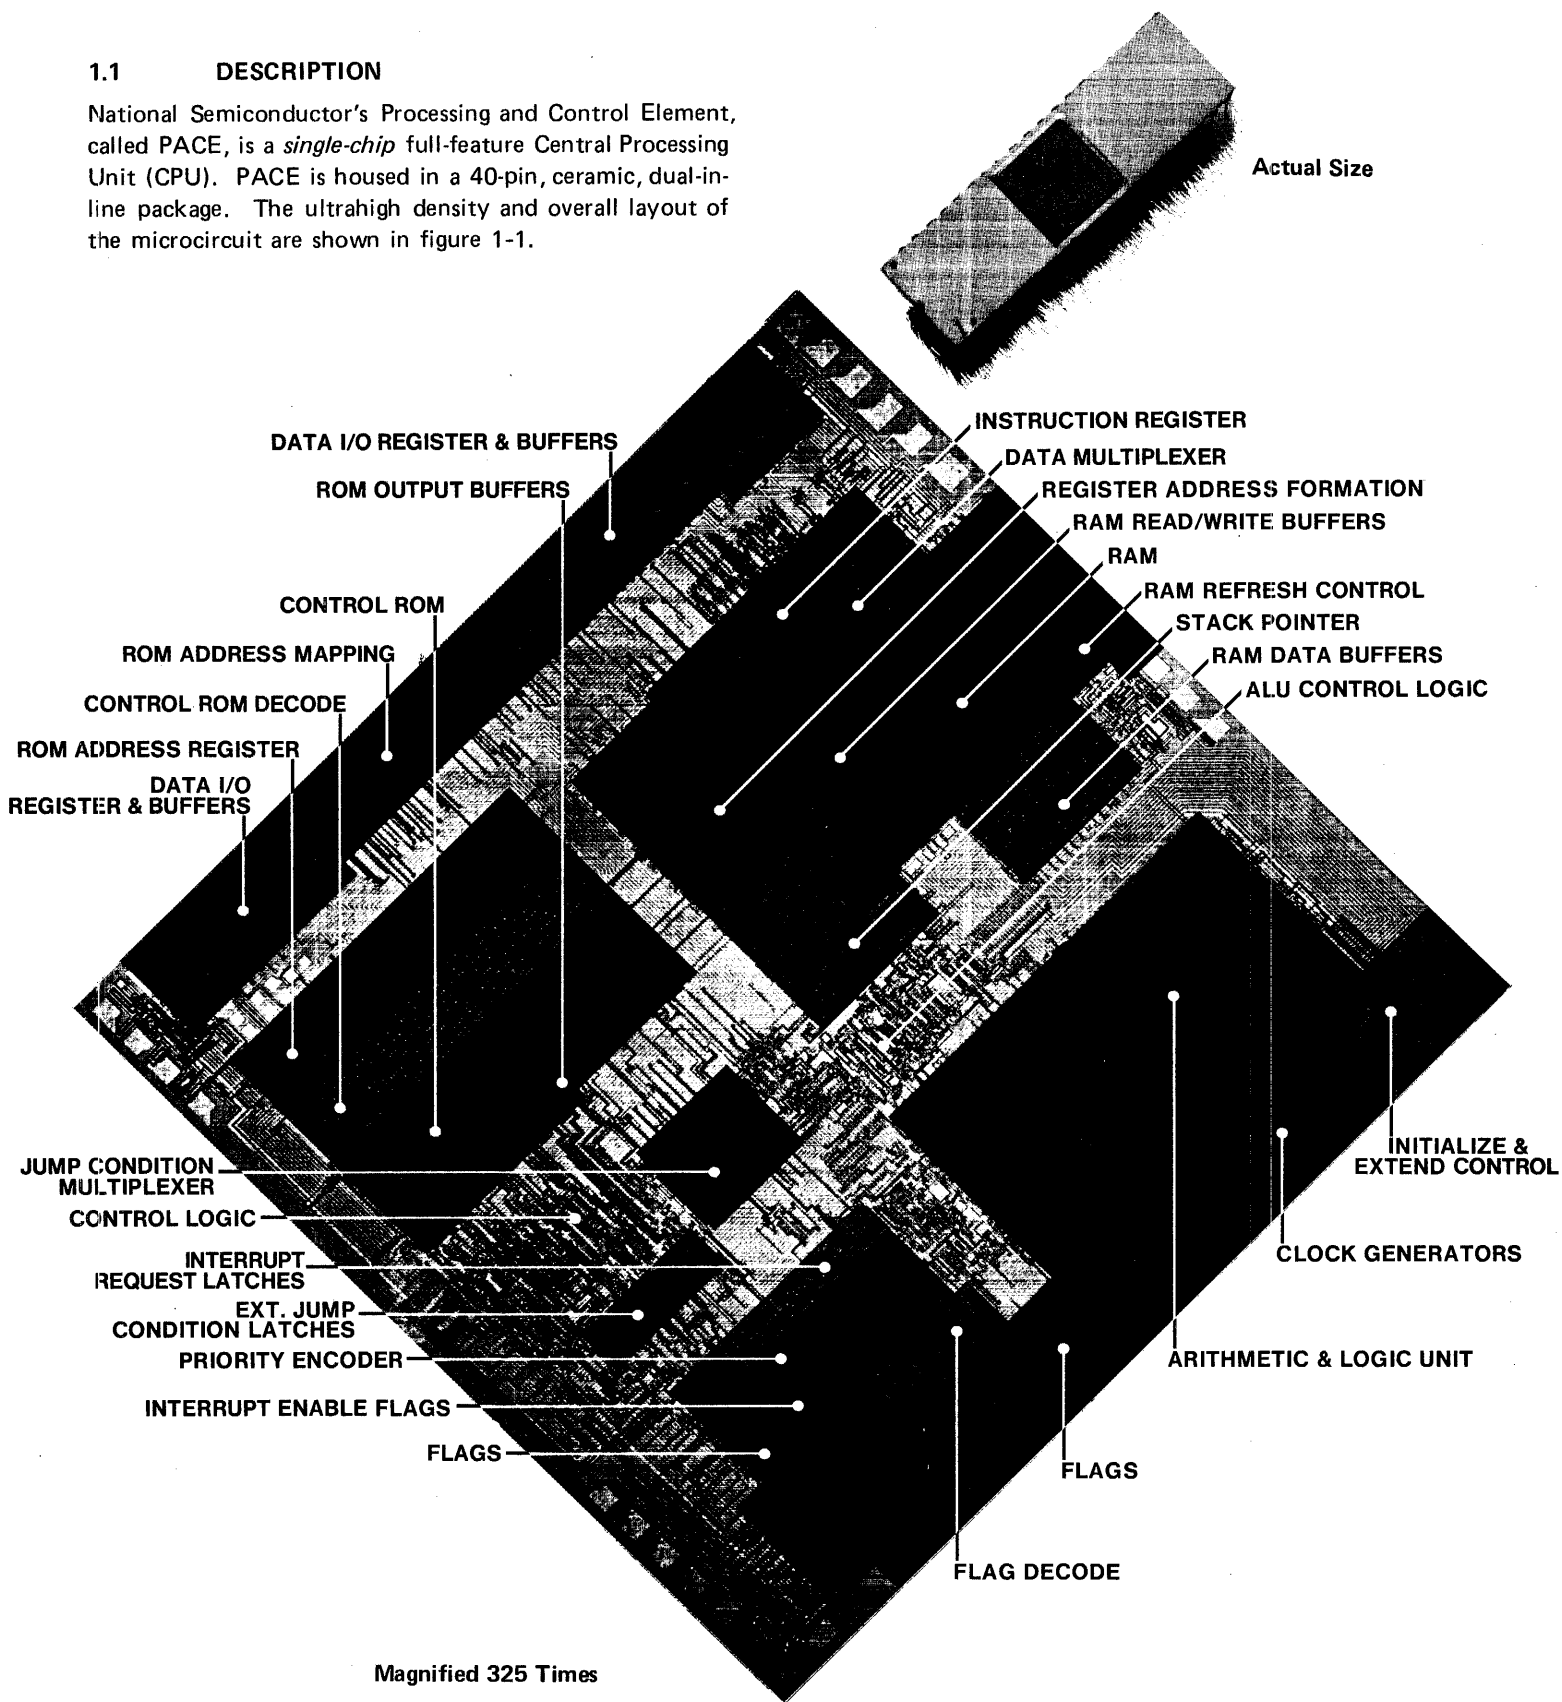 1.1 DESCRIPTION
National Semiconductor's Processing and Control Element,
called PACE, is a single-chip full-feature Central Processing
Unit (CPU). PACE is housed in a 40-pin, ceramic, dual-in-
line package. The ultrahigh density and overall layout of
the microcircuit are shown in figure 1-1.
Actual Size
DATA I/O REGISTER & BUFFERS
ROM OUTPUT BUFFERS
CONTROL ROM
ROM ADDRESS MAPPING
CONTROL ROM DECODE
ROM ADDRESS REGISTER
DATA I/O
REGISTER & BUFFERS
INSTRUCTION REGISTER
DATA MULTIPLEXER
REGISTER ADDRESS FORMATION
RAM READ/WRITE BUFFERS
RAM
RAM REFRESH CONTROL
STACK POINTER
RAM DATA BUFFERS
ALU CONTROL LOGIC
JUMP CONDITION
MULTIPLEXER
CONTROL LOGIC
INTERRUPT
REQUEST LATCHES
EXT. JUMP
CONDITION LATCHES
PRIORITY ENCODER
INTERRUPT ENABLE FLAGS
FLAGS
INITIALIZE &
EXTEND CONTROL
CLOCK GENERATORS
ARITHMETIC & LOGIC UNIT
FLAGS
FLAG DECODE
Magnified 325 Times